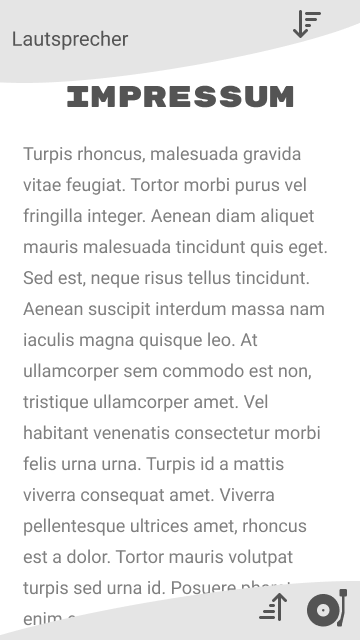 Lautsprecher
IMPRESSUM
Turpis rhoncus, malesuada gravida
vitae feugiat. Tortor morbi purus vel
fringilla integer. Aenean diam aliquet
mauris malesuada tincidunt quis eget.
Sed est, neque risus tellus tincidunt.
Aenean suscipit interdum massa nam
iaculis magna quisque leo. At
ullamcorper sem commodo est non,
tristique ullamcorper amet. Vel
habitant venenatis consectetur morbi
felis urna urna. Turpis id a mattis
viverra consequat amet. Viverra
pellentesque ultrices amet, rhoncus
est a dolor. Tortor mauris volutpat
turpis sed urna id. Posuere
enim